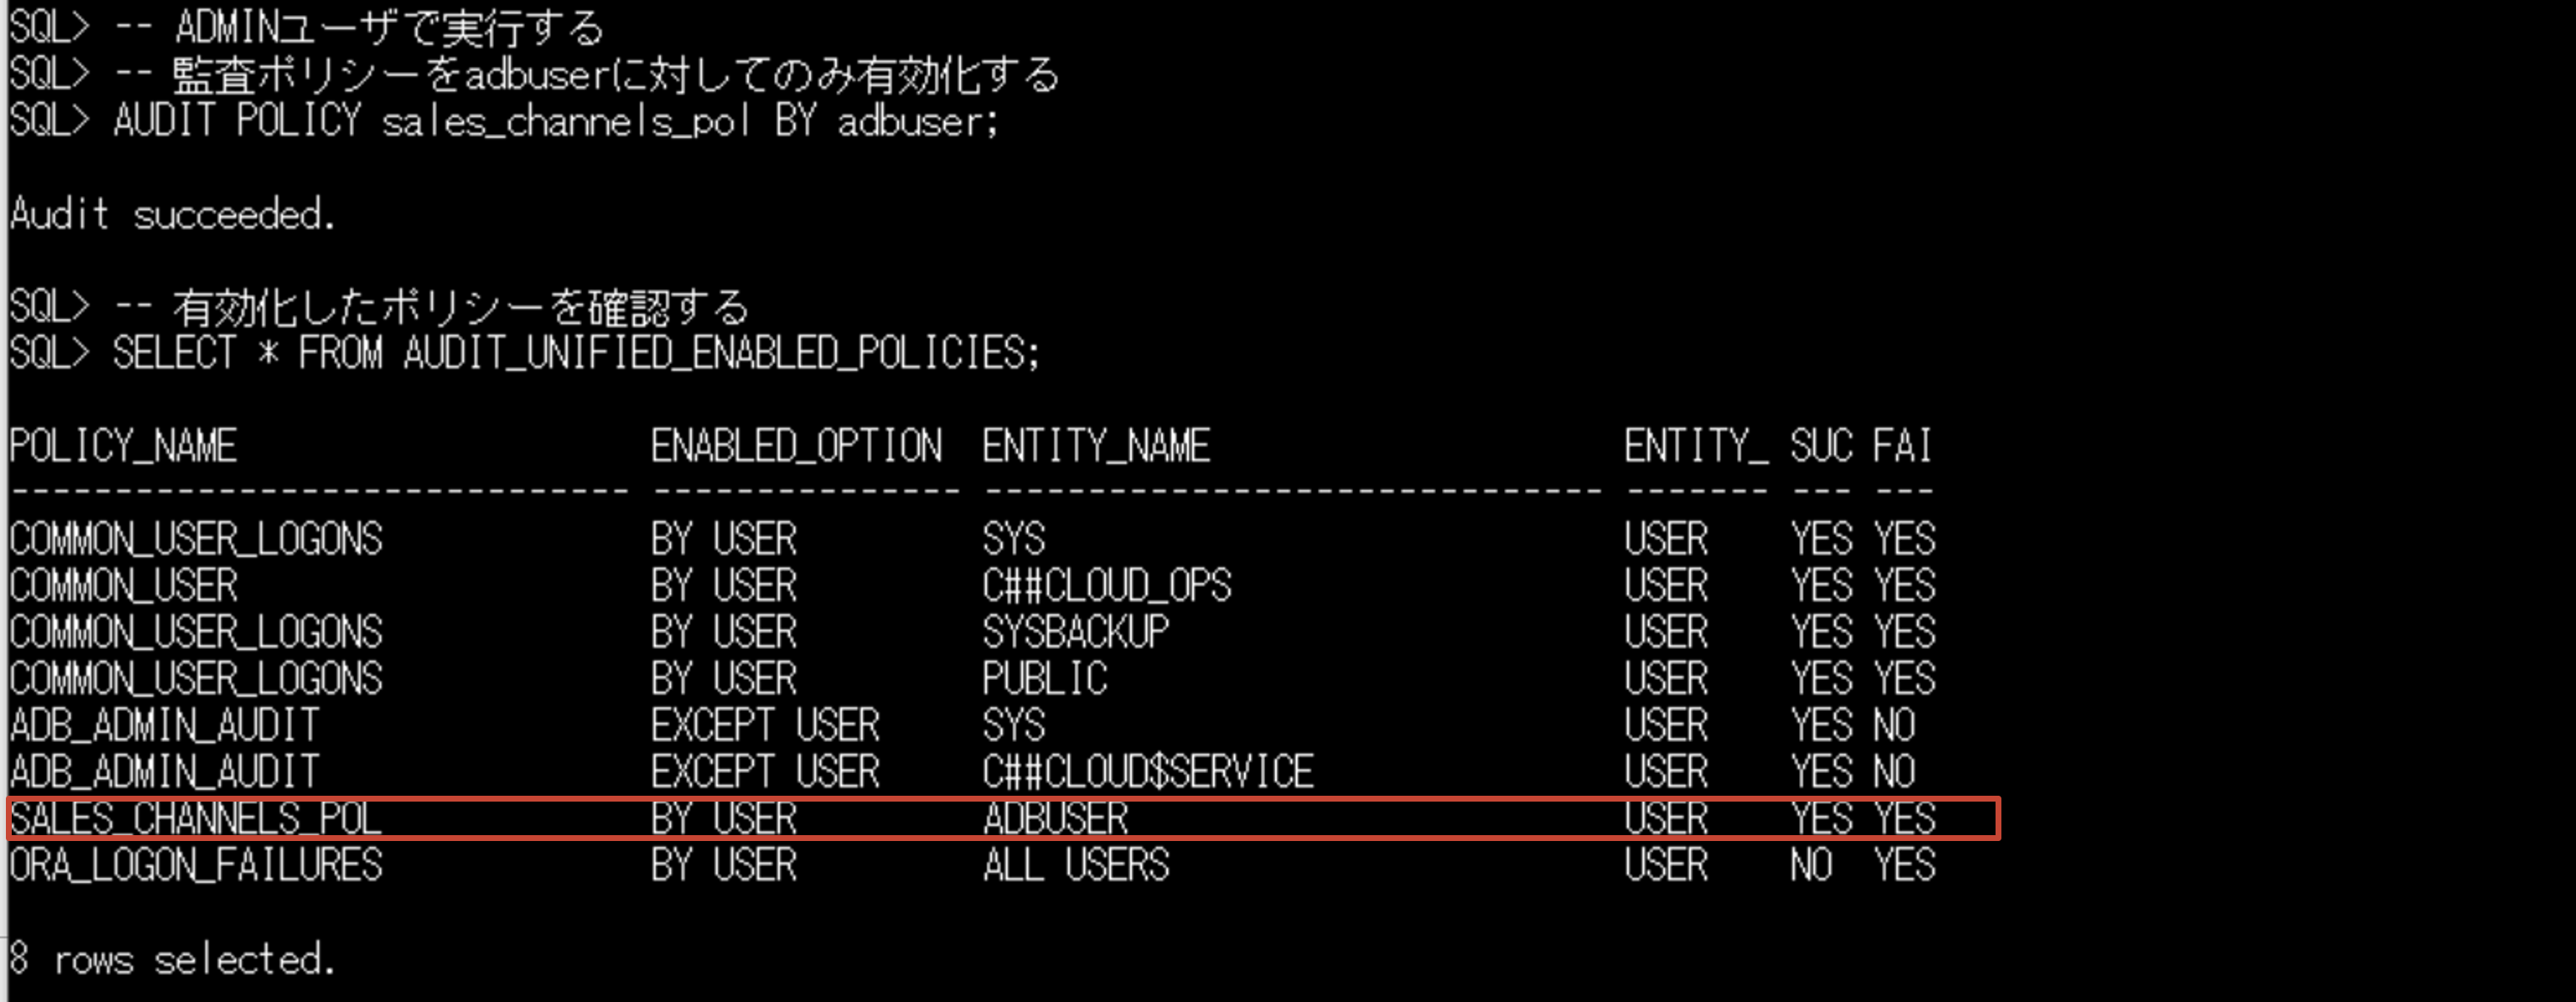 SQL> -- ADMINユーザで実行する
SQL> -- 監査ポリシーをadbuserに対してのみ有効化する
SQL> AUDIT POLICY sales_channels_pol BY adbuser;
Audit succeeded.
SQL> -- 有効化したポリシーを確認する
SQL> SELECT * FROM AUDIT_UNIFIED_ENABLED_POLICIES;
POLICY_NAME ENABLED_OPTION ENTITY_NAME ENTITY_ SUC FAI
------------------------------ --------------- ------------------------------ ------- --- ---
COMMON_USER_LOGONS BY USER SYS USER YES YES
COMMON_USER BY USER C##CLOUD_OPS USER YES YES
COMMON_USER_LOGONS BY USER SYSBACKUP USER YES YES
COMMON_USER_LOGONS BY USER PUBLIC USER YES YES
ADB_ADMIN_AUDIT EXCEPT USER SYS USER YES NO
ADB_ADMIN_AUDIT EXCEPT USER C##CLOUD$SERVICE USER YES NO
SALES_CHANNELS_POL BY USER ADBUSER USER YES YES
ORA_LOGON_FAILURES BY USER ALL USERS USER NO YES
8 rows selected.